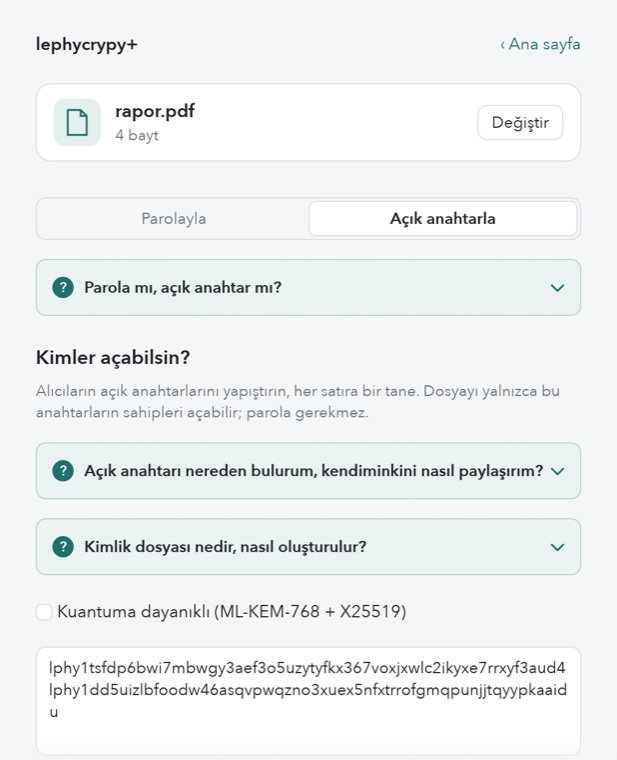 lephycrypy+
‹ Ana sayfa
rapor.pdf
4 bayt
Değiştir
Parolayla
Açık anahtarla
? Parola mı, açık anahtar mı?
Kimler açabilsin?
Alıcıların açık anahtarlarını yapıştırın, her satıra bir tane. Dosyayı yalnızca bu
anahtarların sahipleri açabilir; parola gerekmez.
? Açık anahtarı nereden bulurum, kendiminkini nasıl paylaşırım?
? Kimlik dosyası nedir, nasıl oluşturulur?
Kuantuma dayanıklı (ML-KEM-768 + X25519)
lphy1tsfdp6bwi7mbwgy3aef3o5uzytyfkx367voxjxwlc2ikyxe7rrxyf3aud4
lphy1dd5uizlbfoodw46asqvpwqzno3xuex5nfxtrrofgmqpunjjtqyypkaaid
u